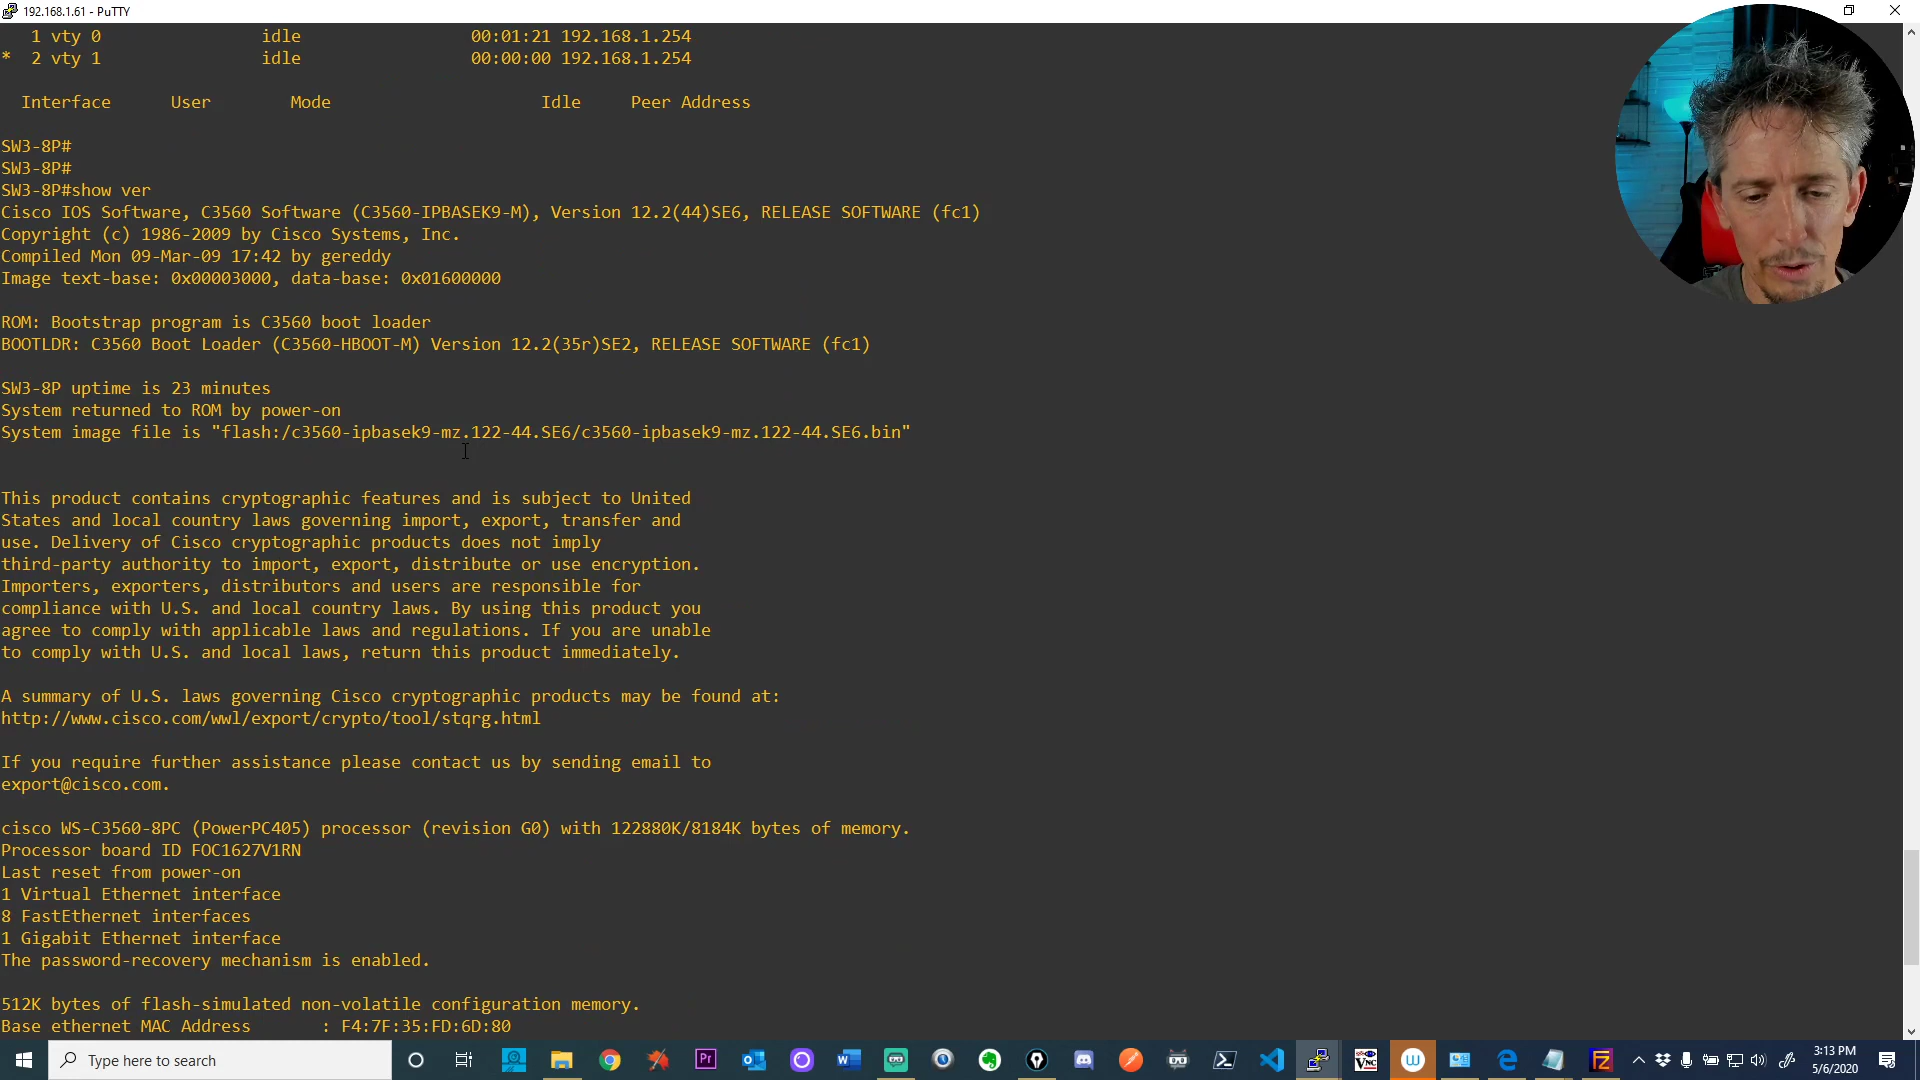 192.168.1.61 - PuTTY
1 vty 0 idle 00:01:21 192.168.1.254
* 2 vty 1 idle 00:00:00 192.168.1.254
Interface User Mode Idle Peer Address
SW3-8P#
SW3-8P#
SW3-8P#show ver
Cisco IOS Software, C3560 Software (C3560-IPBASEK9-M), Version 12.2(44)SE6, RELEASE SOFTWARE (fc1)
Copyright (c) 1986-2009 by Cisco Systems, Inc.
Compiled Mon 09-Mar-09 17:42 by gereddy
Image text-base: 0x00003000, data-base: 0x01600000
ROM: Bootstrap program is C3560 boot loader
BOOTLDR: C3560 Boot Loader (C3560-HBOOT-M) Version 12.2(35r)SE2, RELEASE SOFTWARE (fc1)
SW3-8P uptime is 23 minutes
System returned to ROM by power-on
System image file is "flash:/c3560-ipbasek9-mz.122-44.SE6/c3560-ipbasek9-mz.122-44.SE6.bin"
This product contains cryptographic features and is subject to United
States and local country laws governing import, export, transfer and
use. Delivery of Cisco cryptographic products does not imply
third-party authority to import, export, distribute or use encryption.
Importers, exporters, distributors and users are responsible for
compliance with U.S. and local country laws. By using this product you
agree to comply with applicable laws and regulations. If you are unable
to comply with U.S. and local laws, return this product immediately.
A summary of U.S. laws governing Cisco cryptographic products may be found at:
http://www.cisco.com/wwl/export/crypto/tool/stqrg.html
If you require further assistance please contact us by sending email to
export@cisco.com.
cisco WS-C3560-8PC (PowerPC405) processor (revision G0) with 122880K/8184K bytes of memory.
Processor board ID FOC1627V1RN
Last reset from power-on
1 Virtual Ethernet interface
8 FastEthernet interfaces
1 Gigabit Ethernet interface
The password-recovery mechanism is enabled.
512K bytes of flash-simulated non-volatile configuration memory.
Base ethernet MAC Address : F4:7F:35:FD:6D:80
Type here to search
Pr
W
VNC
W
FZ
3:13 PM
5/6/2020